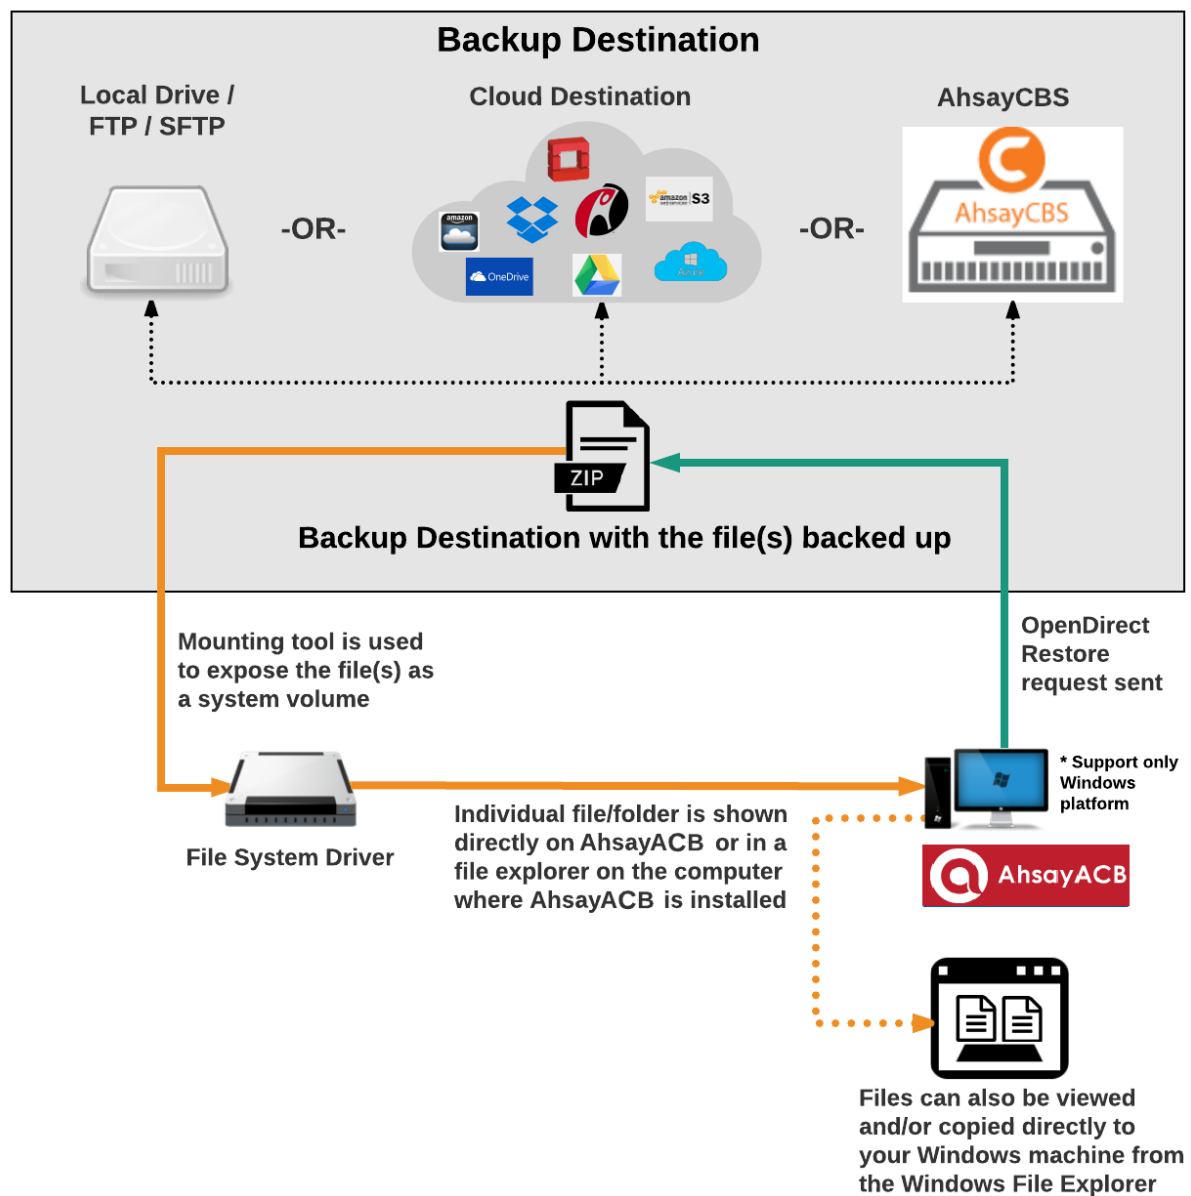 Backup Destination
Local Drive /
FTP / SFTP
Cloud Destination
AhsayCBS
-OR-
-OR-
amazon
OneDrive
amazon
webservices
S3
Azure
AhsayCBS
ZIP
Backup Destination with the file(s) backed up
Mounting tool is used
to expose the file(s) as
a system volume
OpenDirect
Restore
request sent
* Support only
Windows
platform
File System Driver
Individual file/folder is shown
directly on AhsayACB or in a
file explorer on the computer
where AhsayACB is installed
AhsayACB
Files can also be viewed
and/or copied directly to
your Windows machine from
the Windows File Explorer